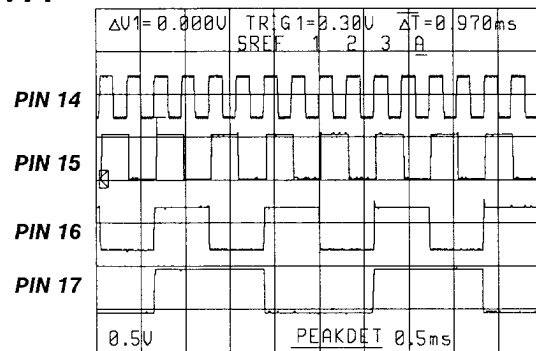 ΔV1= 0.000V TRIG1=0.30V ΔT=0.970ms
SREF 1 2 3 A
PIN 14
PIN 15
PIN 16
PIN 17
0.5V PEAKDET 0.5ms